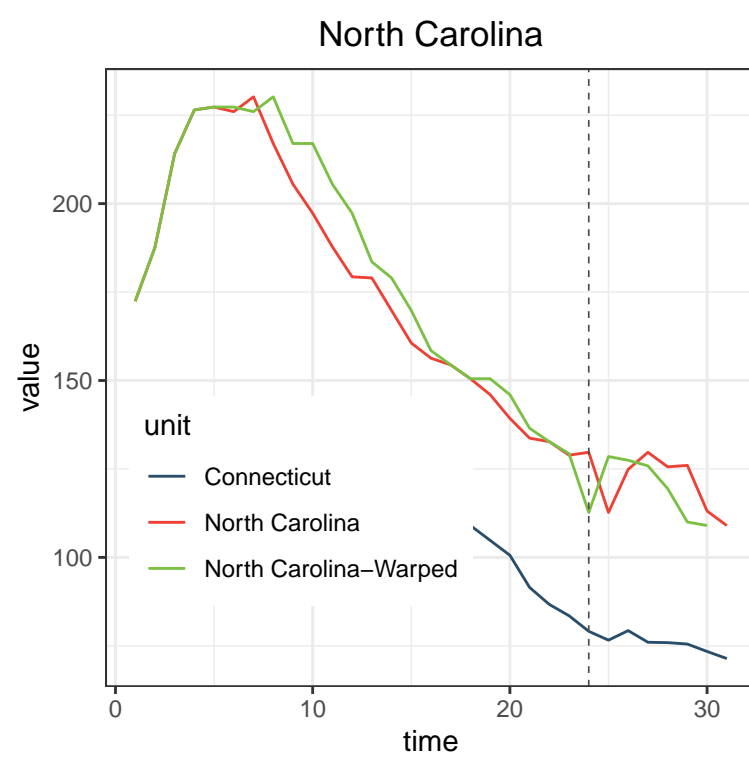 North Carolina
value
200
150
100
unit
Connecticut
North Carolina
North Carolina−Warped
0 10 20 30
time